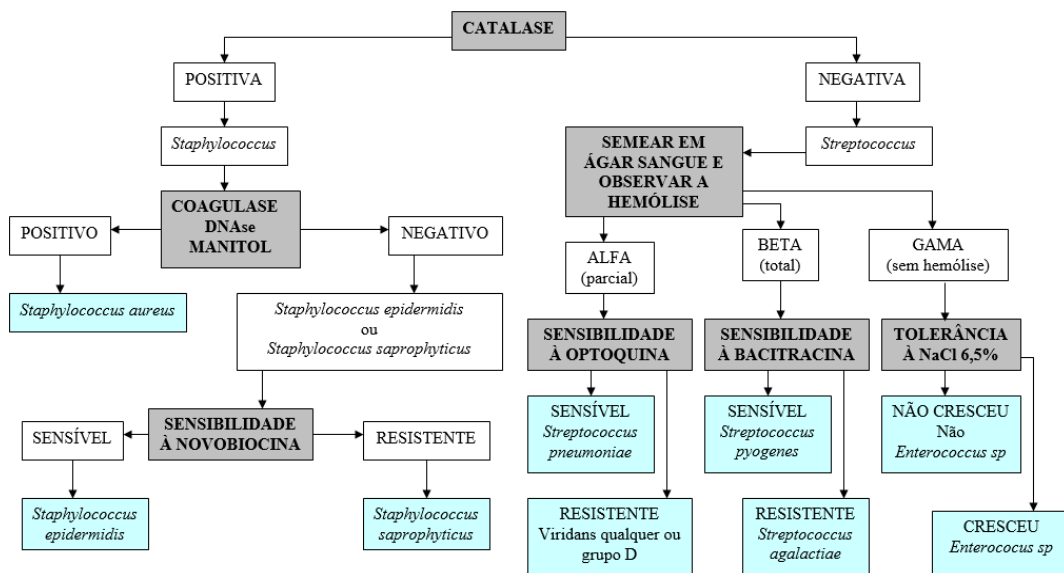 CATALASE
POSITIVA
NEGATIVA
Staphylococcus
Streptococcus
SEMEAR EM
ÁGAR SANGUE E
OBSERVAR A
HEMÓLISE
COAGULASE
DNAse
MANITOL
POSITIVO
NEGATIVO
ALFA
(parcial)
BETA
(total)
GAMA
(sem hemólise)
Staphylococcus aureus
Staphylococcus epidermidis
ou
Staphylococcus saprophyticus
SENSIBILIDADE
À OPTOQUINA
SENSIBILIDADE
À BACITRACINA
TOLERÂNCIA
À NaCl 6,5%
SENSIBILIDADE
À NOVOBIOCINA
SENSÍVEL
RESISTENTE
SENSÍVEL
Streptococcus
pneumoniae
SENSÍVEL
Streptococcus
pyogenes
NÃO CRESCEU
Não
Enterococcus sp
Staphylococcus
epidermidis
Staphylococcus
saprophyticus
RESISTENTE
Viridans qualquer ou
grupo D
RESISTENTE
Streptococcus
agalactiae
CRESCEU
Enterococus sp